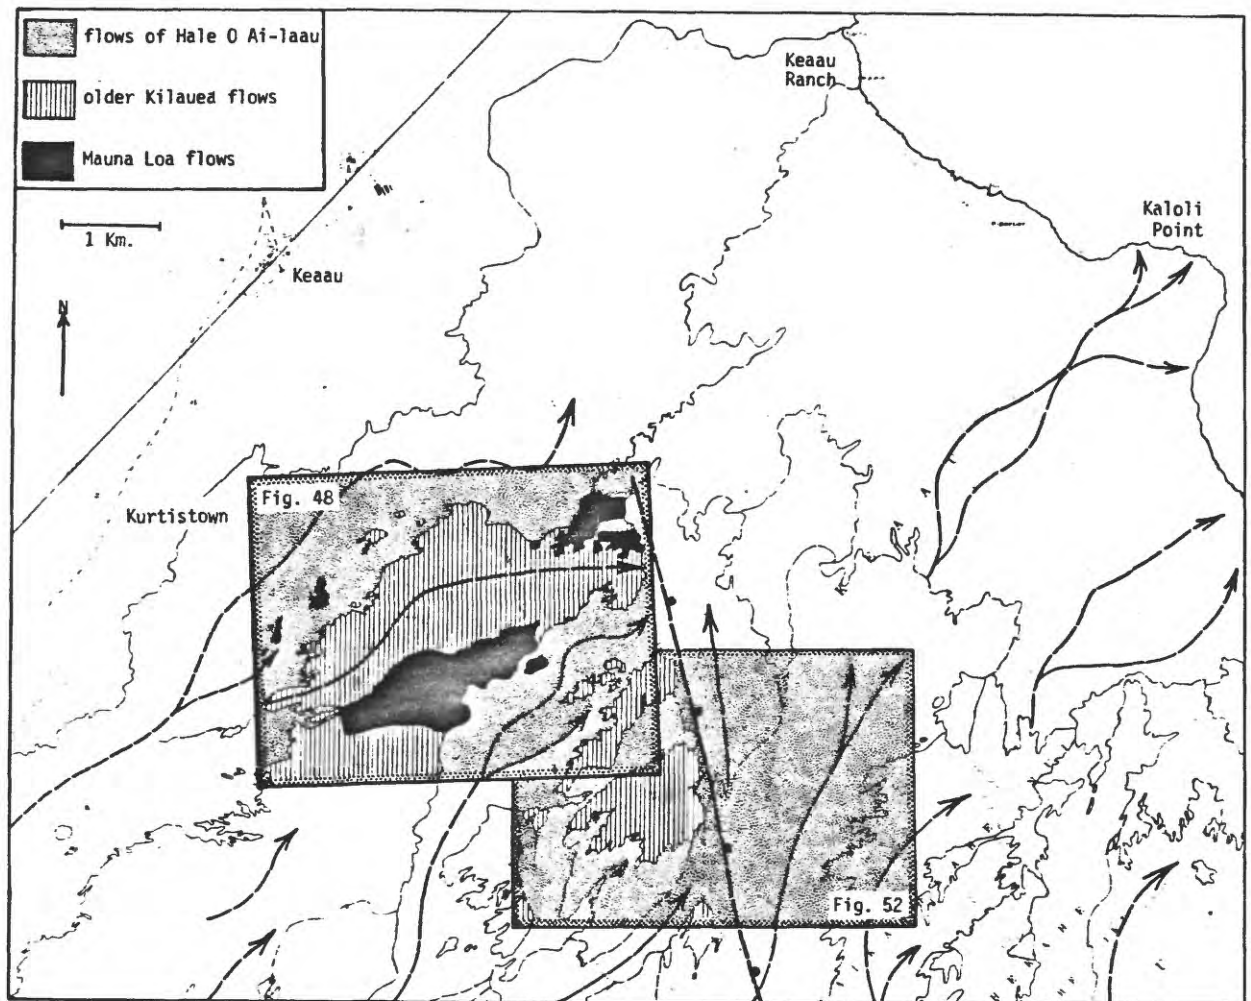 flows of Hale O Ai-laau
older Kilauea flows
Mauna Loa flows
1 Km.
N
Keaau
Ranch
Kaloli
Point
Keaau
Kurtistown
Fig. 48
Fig. 52